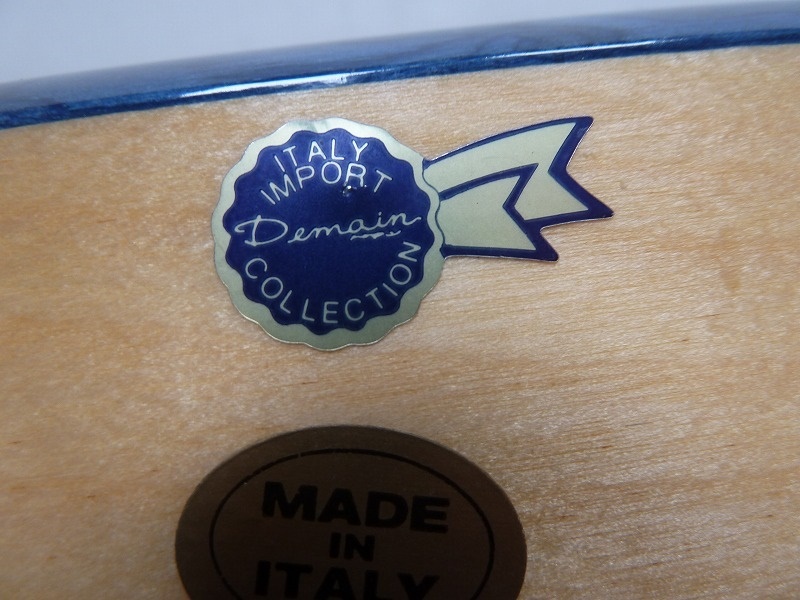 ITALY
IMPORT
Demain
COLLECTION
MADE
IN
ITALY